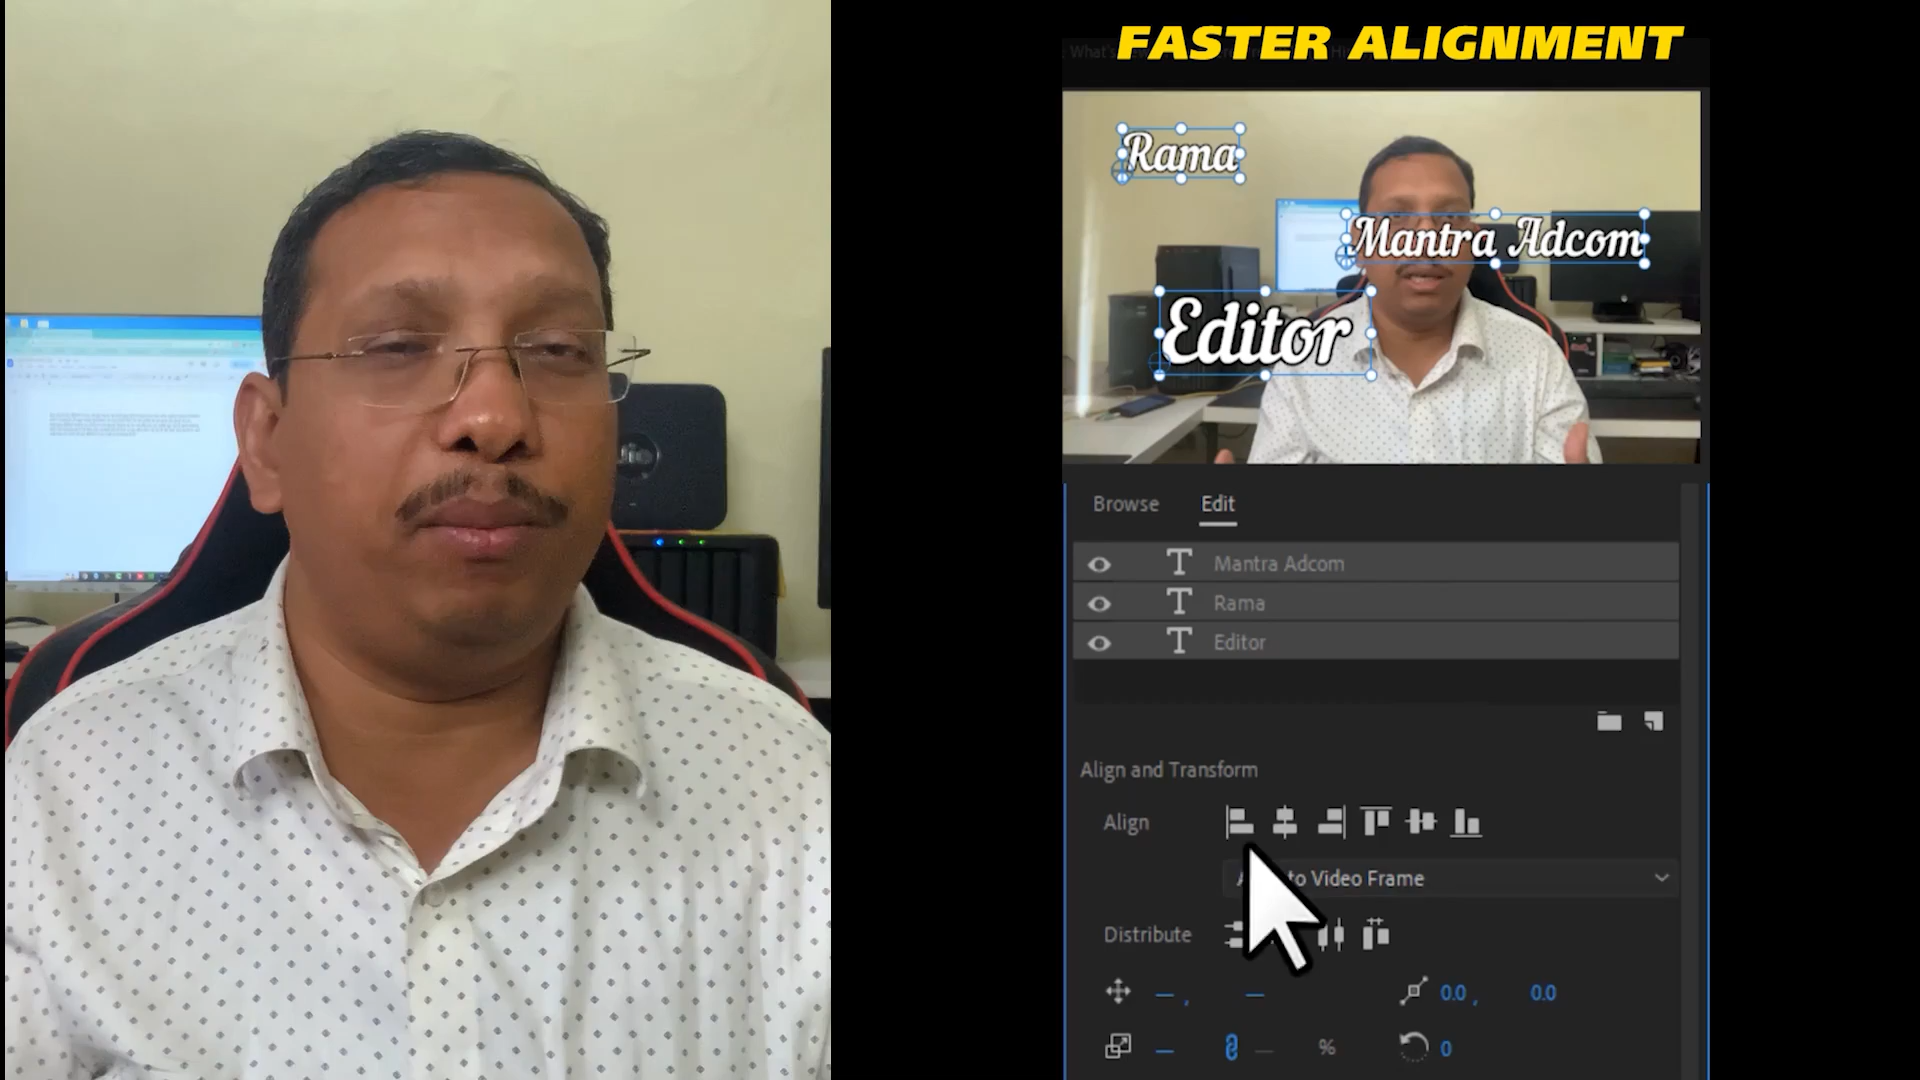 FASTER ALIGNMENT
What's
Rama
Mantra Adcom
Editor
Browse Edit
T Mantra Adcom
T Rama
T Editor
Align and Transform
Align
to Video Frame
Distribute
— , — 0.0 , 0.0
— — % 0